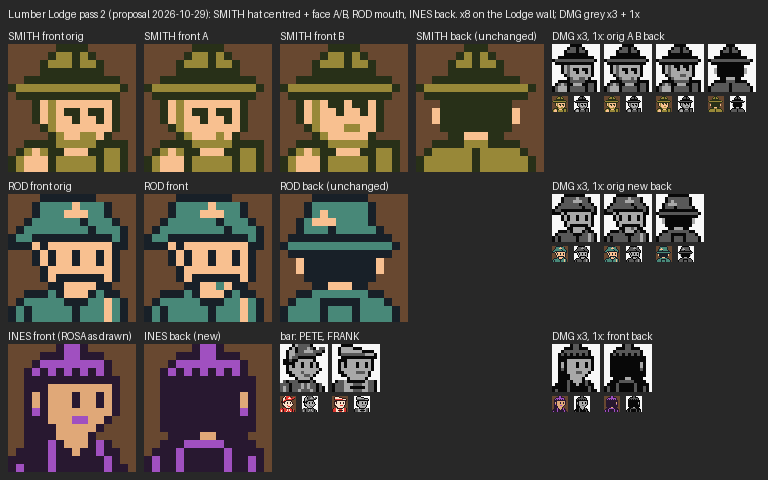 Lumber Lodge pass 2 (proposal 2026-10-29): SMITH hat centred + face A/B, ROD mouth, INES back. x8 on the Lodge wall; DMG grey x3 + 1x
SMITH front orig SMITH front A SMITH front B SMITH back (unchanged) DMG x3, 1x: orig A B back
ROD front orig ROD front ROD back (unchanged) DMG x3, 1x: orig new back
INES front (ROSA as drawn) INES back (new) bar: PETE, FRANK DMG x3, 1x: front back